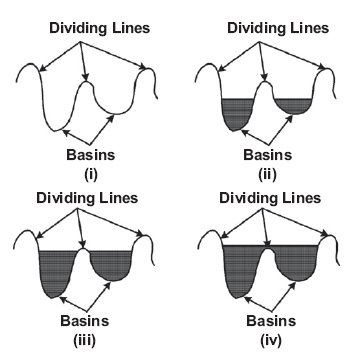 Dividing Lines
Basins
(i)
Dividing Lines
Basins
(ii)
Dividing Lines
Basins
(iii)
Dividing Lines
Basins
(iv)